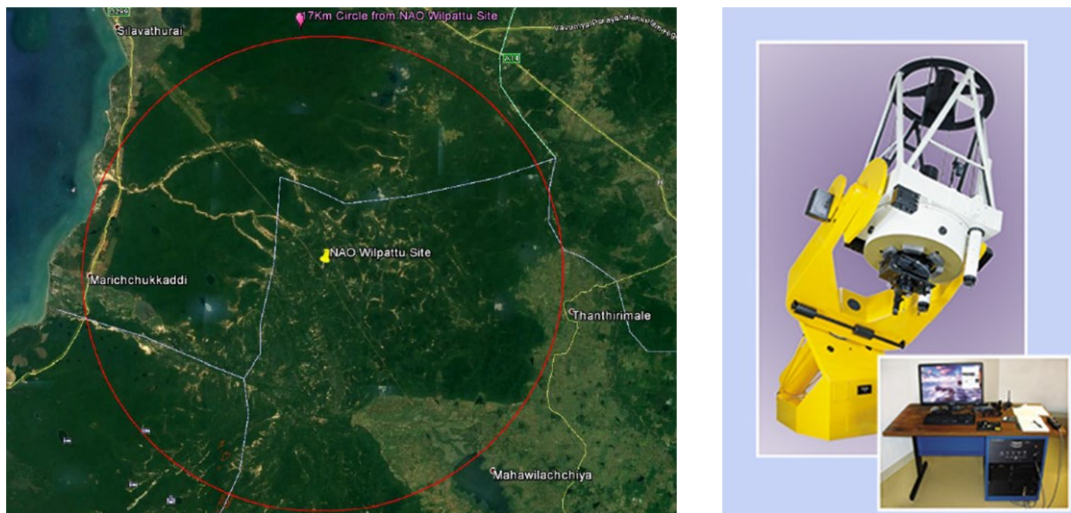 Silavathurai
17Km Circle from NAO Wilpattu Site
NAO Wilpattu Site
Marichchukkaddi
Thanthirimale
Mahawilachchiya